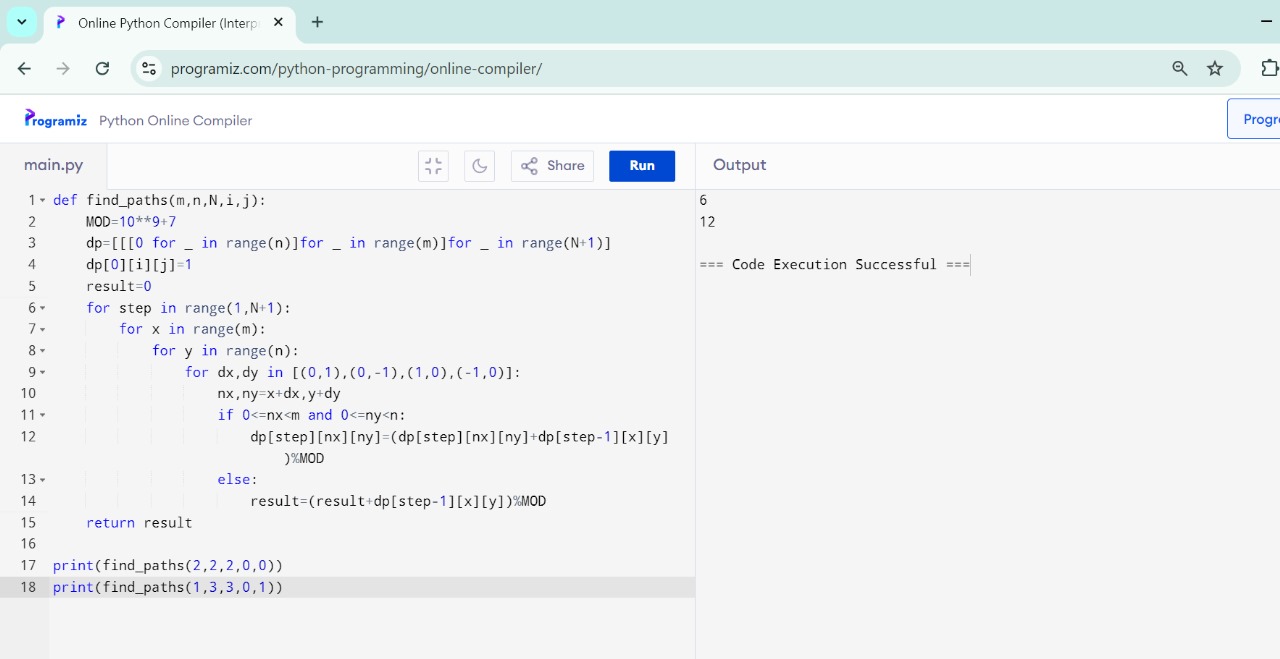 Online Python Compiler (Interp
programiz.com/python-programming/online-compiler/
Programiz Python Online Compiler
Progr
main.py
Share
Run
Output
1 def find_paths(m,n,N,i,j):
2     MOD=10**9+7
3     dp=[[[0 for _ in range(n)]for _ in range(m)]for _ in range(N+1)]
4     dp[0][i][j]=1
5     result=0
6     for step in range(1,N+1):
7         for x in range(m):
8             for y in range(n):
9                 for dx,dy in [(0,1),(0,-1),(1,0),(-1,0)]:
10                     nx,ny=x+dx,y+dy
11                     if 0<=nx<m and 0<=ny<n:
12                         dp[step][nx][ny]=(dp[step][nx][ny]+dp[step-1][x][y]
)%MOD
13                     else:
14                         result=(result+dp[step-1][x][y])%MOD
15     return result
16
17 print(find_paths(2,2,2,0,0))
18 print(find_paths(1,3,3,0,1))
6
12
=== Code Execution Successful ===